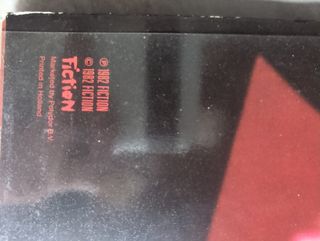 ℗ 1982 FICTION
© 1982 FICTION
FicTioN
Marketed by Polydor B.V.
Printed in Holland